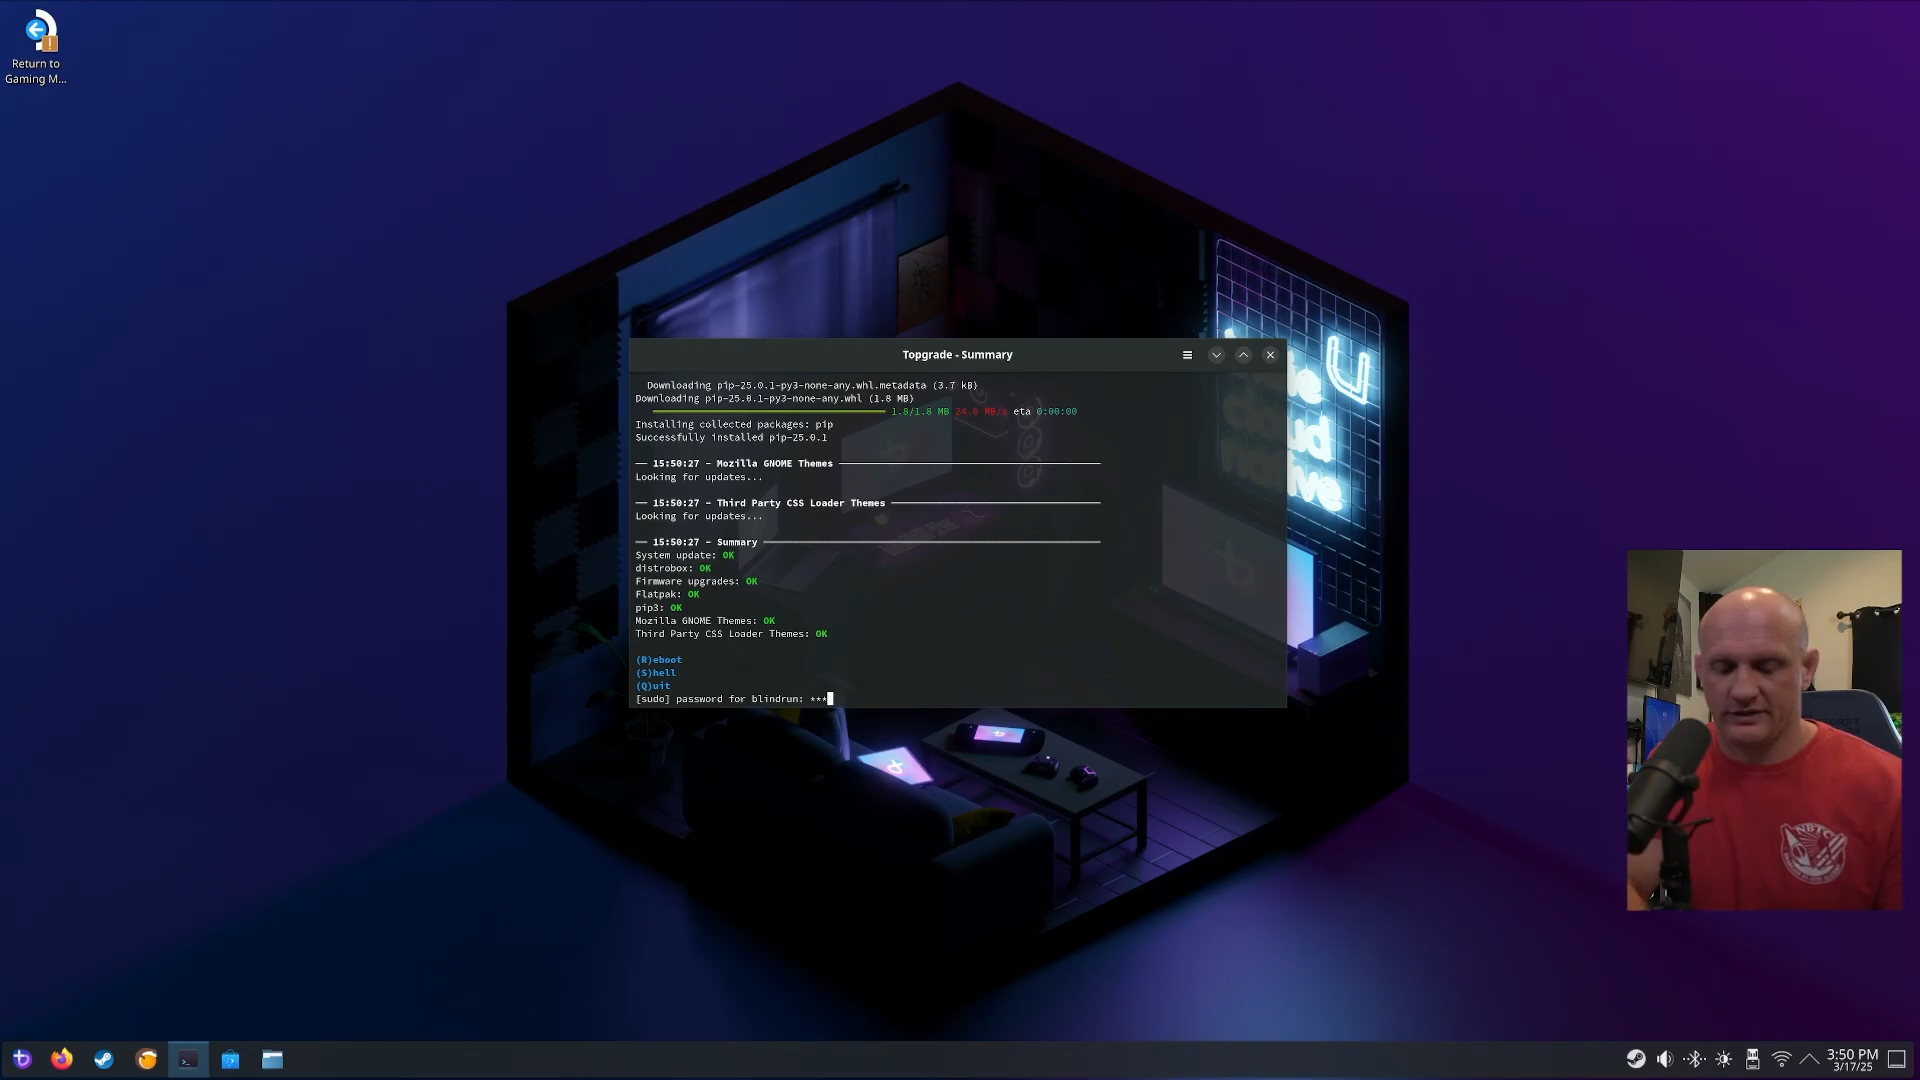 Return to
Gaming M...
Topgrade - Summary
Downloading pip-25.0.1-py3-none-any.whl.metadata (3.7 kB)
Downloading pip-25.0.1-py3-none-any.whl (1.8 MB)
1.8/1.8 MB 24.6 MB/s eta 0:00:00
Installing collected packages: pip
Successfully installed pip-25.0.1
── 15:50:27 - Mozilla GNOME Themes ──
Looking for updates...
── 15:50:27 - Third Party CSS Loader Themes ──
Looking for updates...
── 15:50:27 - Summary ──
System update: OK
distrobox: OK
Firmware upgrades: OK
Flatpak: OK
pip3: OK
Mozilla GNOME Themes: OK
Third Party CSS Loader Themes: OK
(R)eboot
(S)hell
(Q)uit
[sudo] password for blindrun: ***
U
cloud
NBTC
3:50 PM
3/17/25